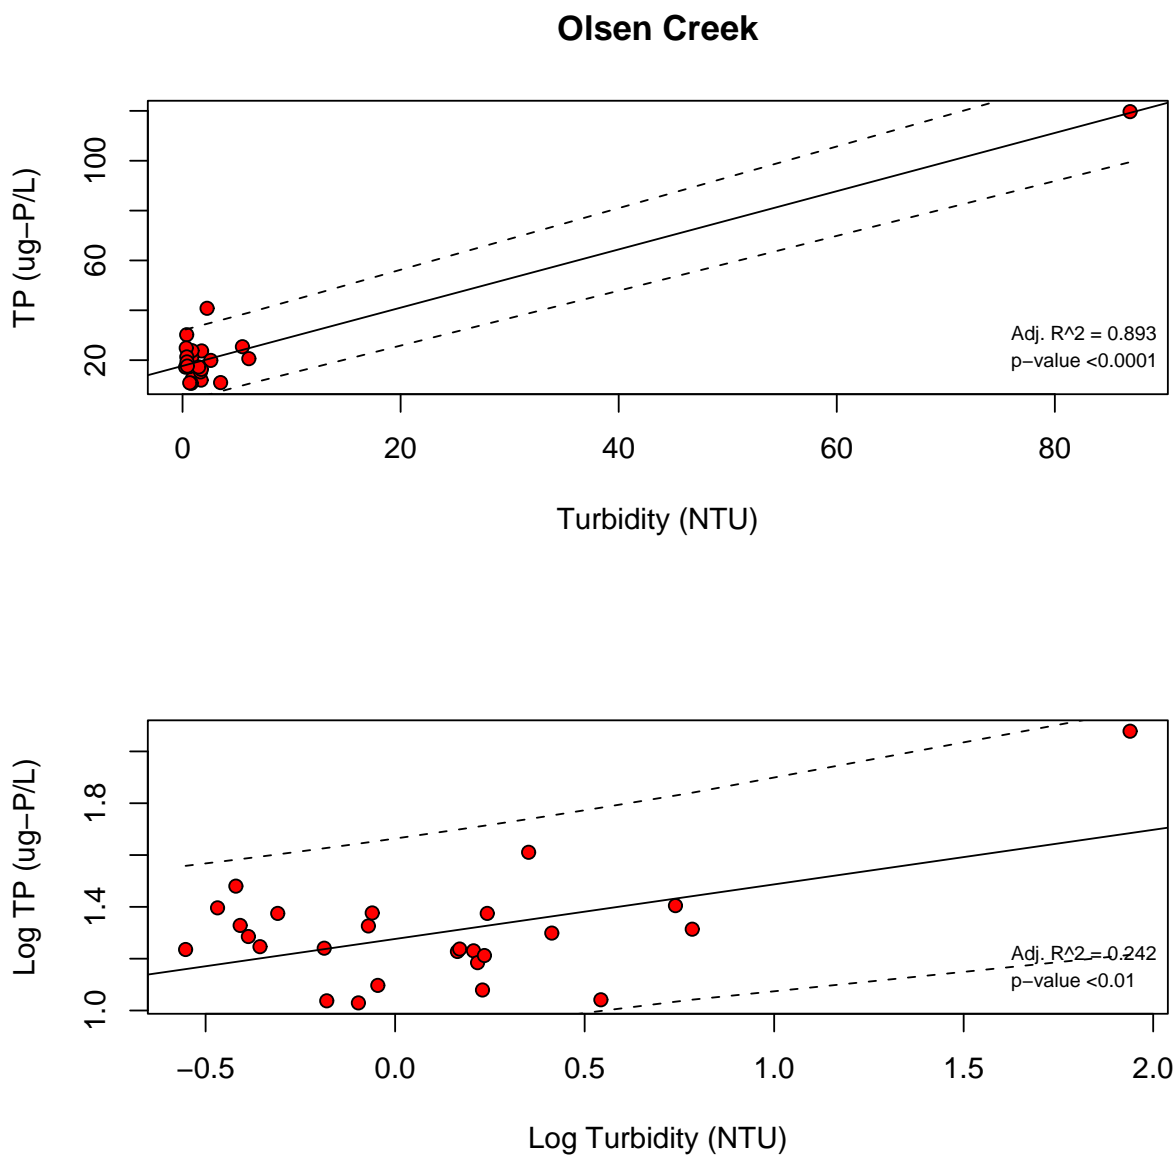 Olsen Creek
TP (ug−P/L)
100
60
20
Adj. R^2 = 0.893
p−value <0.0001
0 20 40 60 80
Turbidity (NTU)
Log TP (ug−P/L)
1.8
1.4
1.0
Adj. R^2 = 0.242
p−value <0.01
−0.5 0.0 0.5 1.0 1.5 2.0
Log Turbidity (NTU)